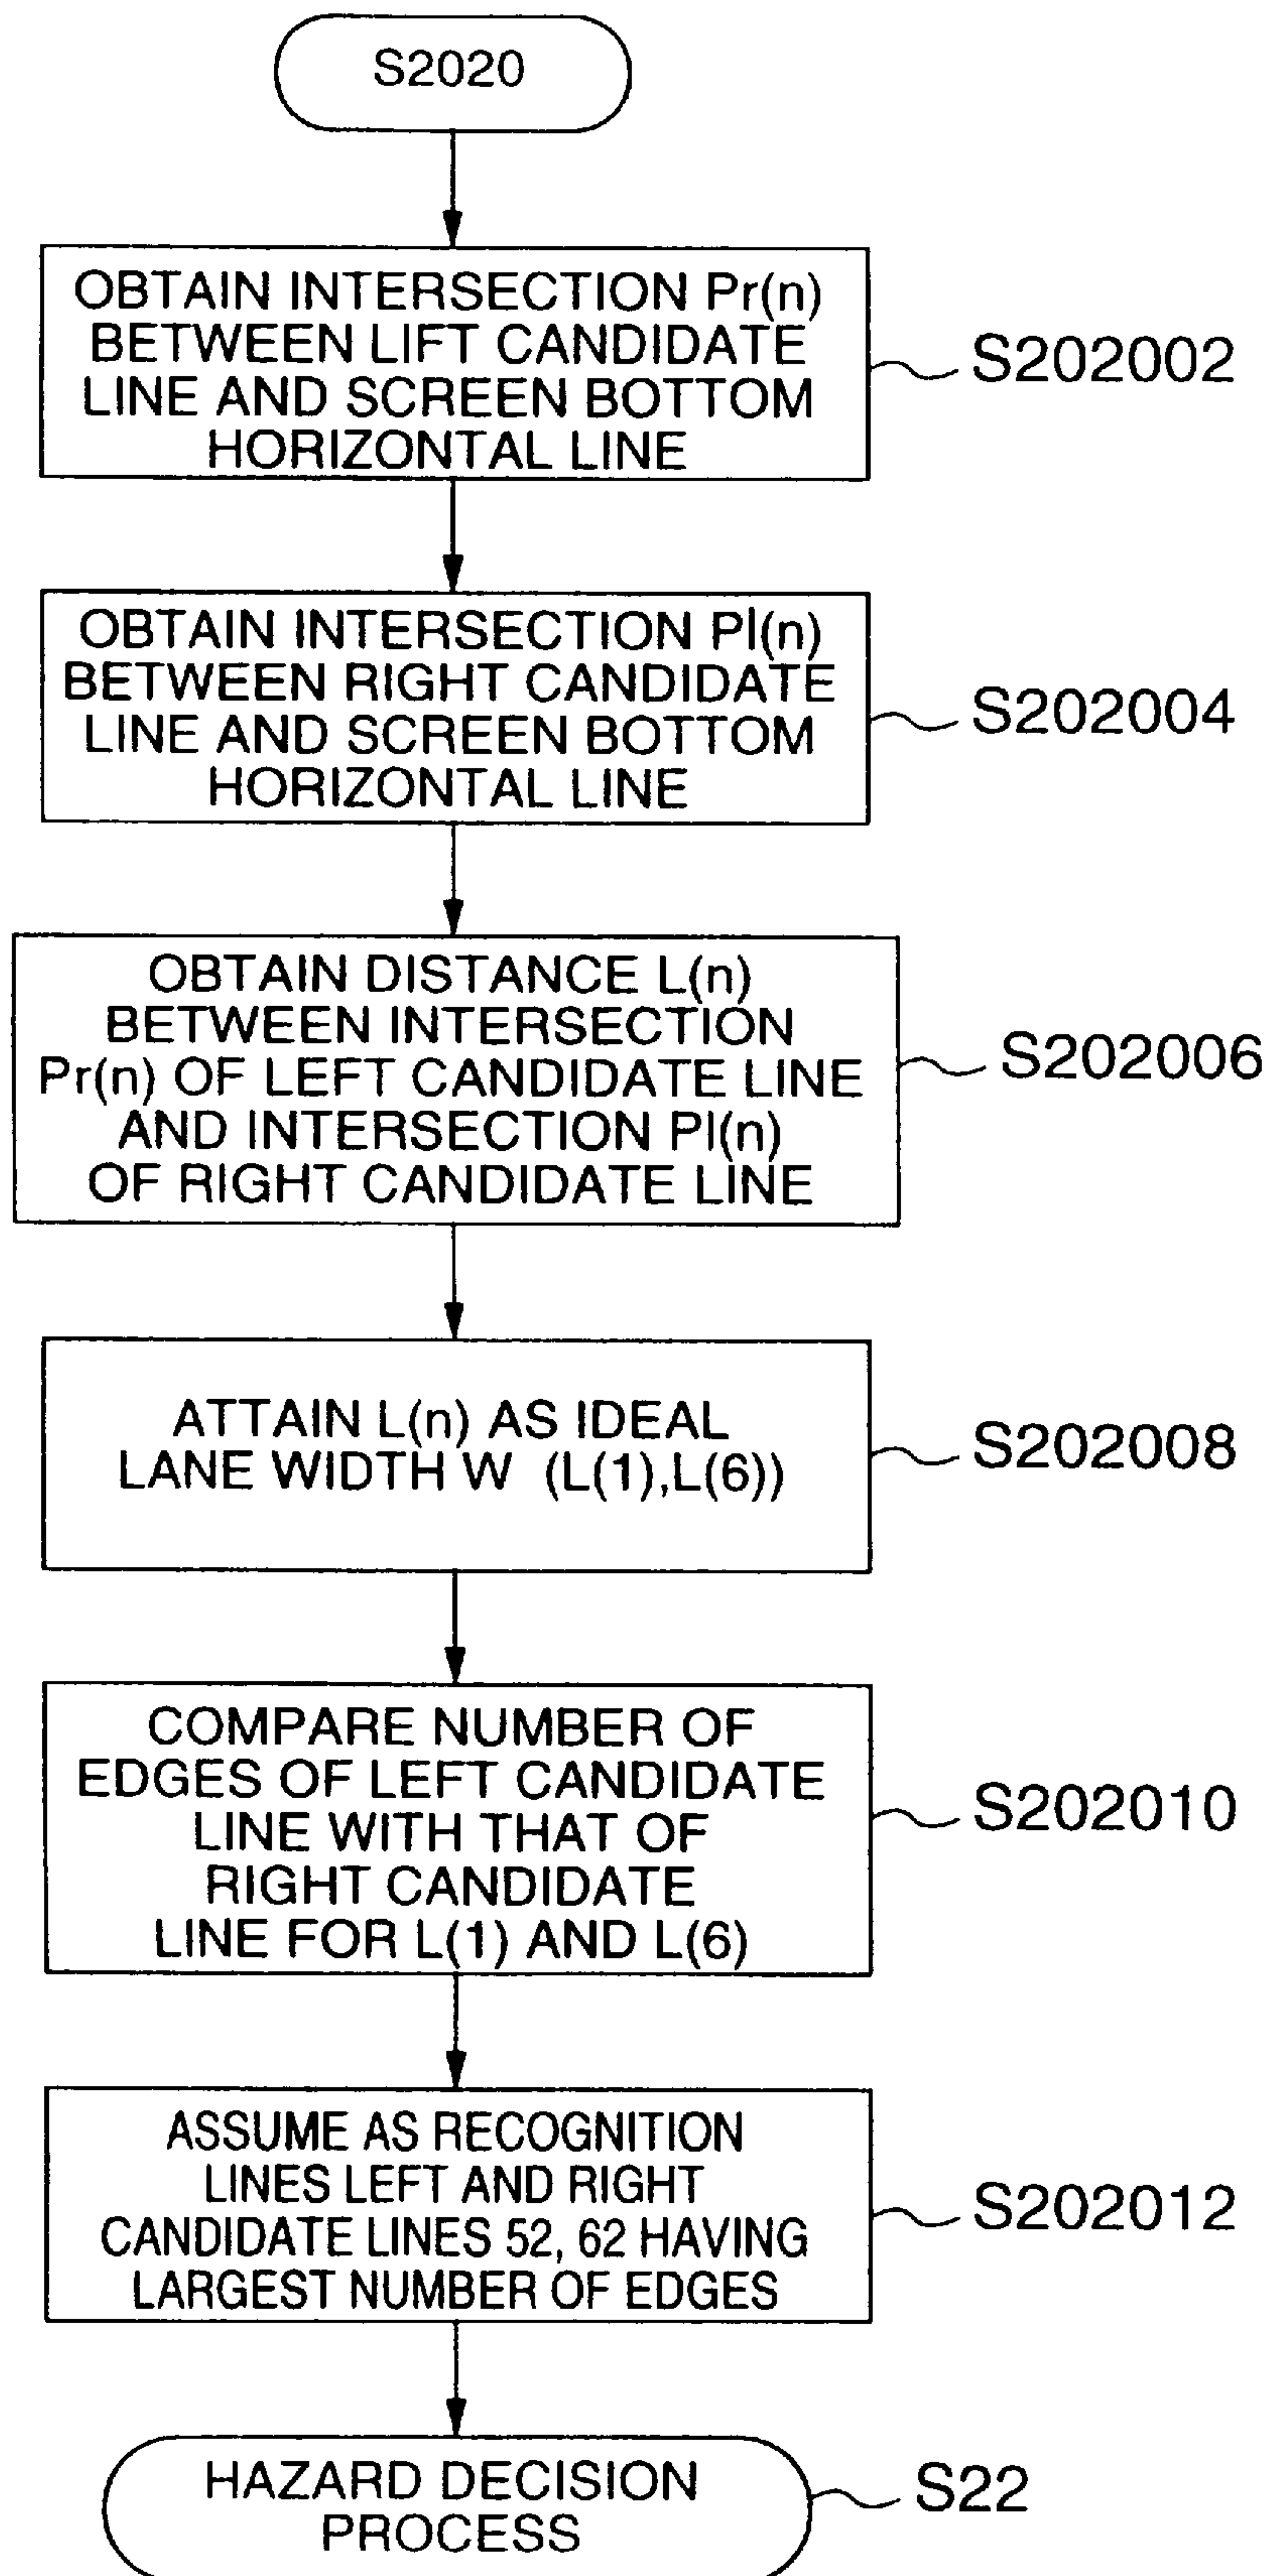 S2020
OBTAIN INTERSECTION Pr(n)
BETWEEN LIFT CANDIDATE
LINE AND SCREEN BOTTOM
HORIZONTAL LINE
S202002
OBTAIN INTERSECTION Pl(n)
BETWEEN RIGHT CANDIDATE
LINE AND SCREEN BOTTOM
HORIZONTAL LINE
S202004
OBTAIN DISTANCE L(n)
BETWEEN INTERSECTION
Pr(n) OF LEFT CANDIDATE LINE
AND INTERSECTION Pl(n)
OF RIGHT CANDIDATE LINE
S202006
ATTAIN L(n) AS IDEAL
LANE WIDTH W (L(1),L(6))
S202008
COMPARE NUMBER OF
EDGES OF LEFT CANDIDATE
LINE WITH THAT OF
RIGHT CANDIDATE
LINE FOR L(1) AND L(6)
S202010
ASSUME AS RECOGNITION
LINES LEFT AND RIGHT
CANDIDATE LINES 52, 62 HAVING
LARGEST NUMBER OF EDGES
S202012
HAZARD DECISION
PROCESS
S22